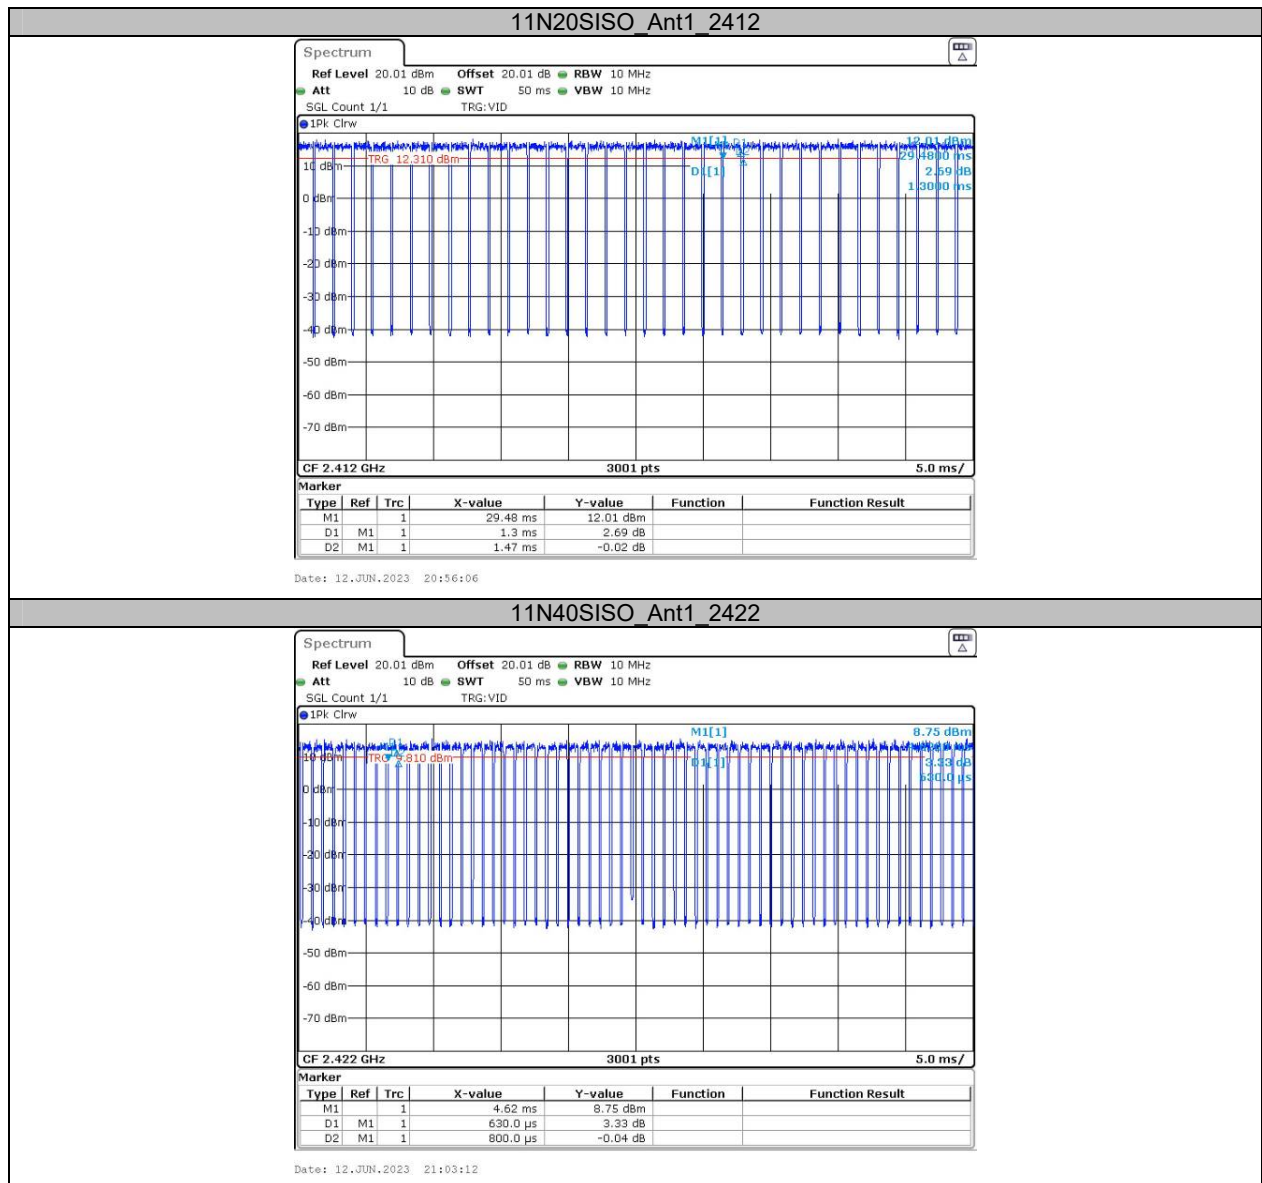 11N20SISO_Ant1_2412
Spectrum
Ref Level 20.01 dBm Offset 20.01 dB RBW 10 MHz
Att 10 dB SWT 50 ms VBW 10 MHz
SGL Count 1/1 TRG:VID
1Pk Clrw
M1[1] 12.01 dBm
29.4800 ms
TRG 12.310 dBm
D1[1] 2.69 dB
1.3000 ms
10 dBm
0 dBm
-10 dBm
-20 dBm
-30 dBm
-40 dBm
-50 dBm
-60 dBm
-70 dBm
CF 2.412 GHz 3001 pts 5.0 ms/
Marker
Type Ref Trc X-value Y-value Function Function Result
M1 1 29.48 ms 12.01 dBm
D1 M1 1 1.3 ms 2.69 dB
D2 M1 1 1.47 ms -0.02 dB
Date: 12.JUN.2023 20:56:06
11N40SISO_Ant1_2422
Spectrum
Ref Level 20.01 dBm Offset 20.01 dB RBW 10 MHz
Att 10 dB SWT 50 ms VBW 10 MHz
SGL Count 1/1 TRG:VID
1Pk Clrw
M1[1] 8.75 dBm
D1
TRG 9.810 dBm
D1[1] 3.33 dB
630.0 µs
10 dBm
0 dBm
-10 dBm
-20 dBm
-30 dBm
-40 dBm
-50 dBm
-60 dBm
-70 dBm
CF 2.422 GHz 3001 pts 5.0 ms/
Marker
Type Ref Trc X-value Y-value Function Function Result
M1 1 4.62 ms 8.75 dBm
D1 M1 1 630.0 µs 3.33 dB
D2 M1 1 800.0 µs -0.04 dB
Date: 12.JUN.2023 21:03:12